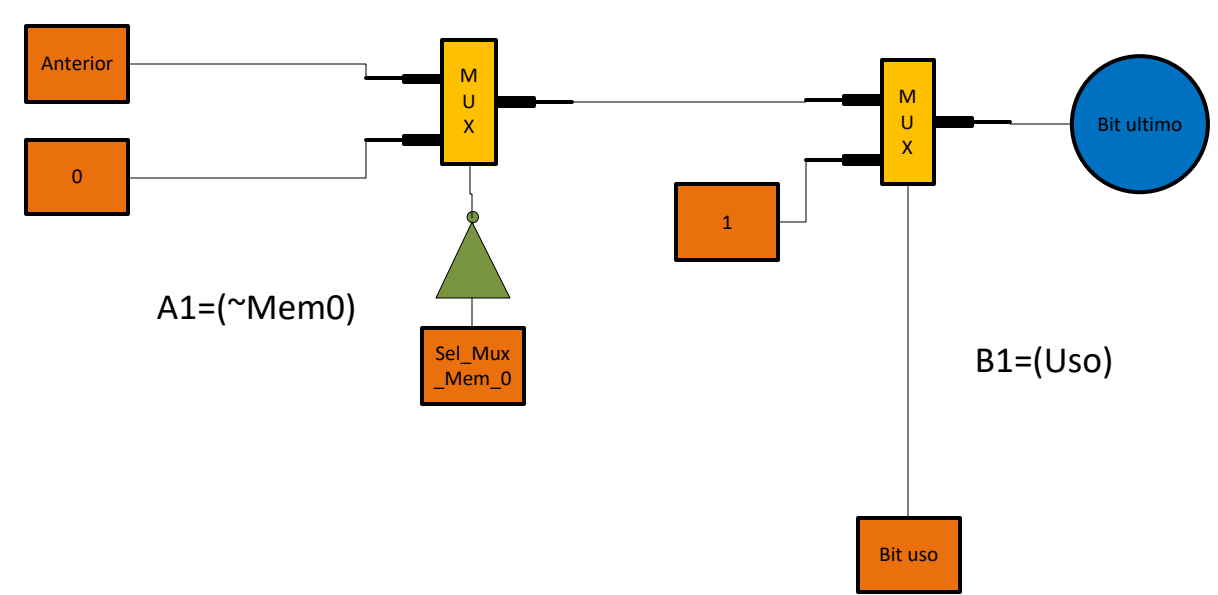 Anterior
M
U
X
M
U
X
Bit ultimo
0
1
A1=(~Mem0)
Sel_Mux
_Mem_0
B1=(Uso)
Bit uso